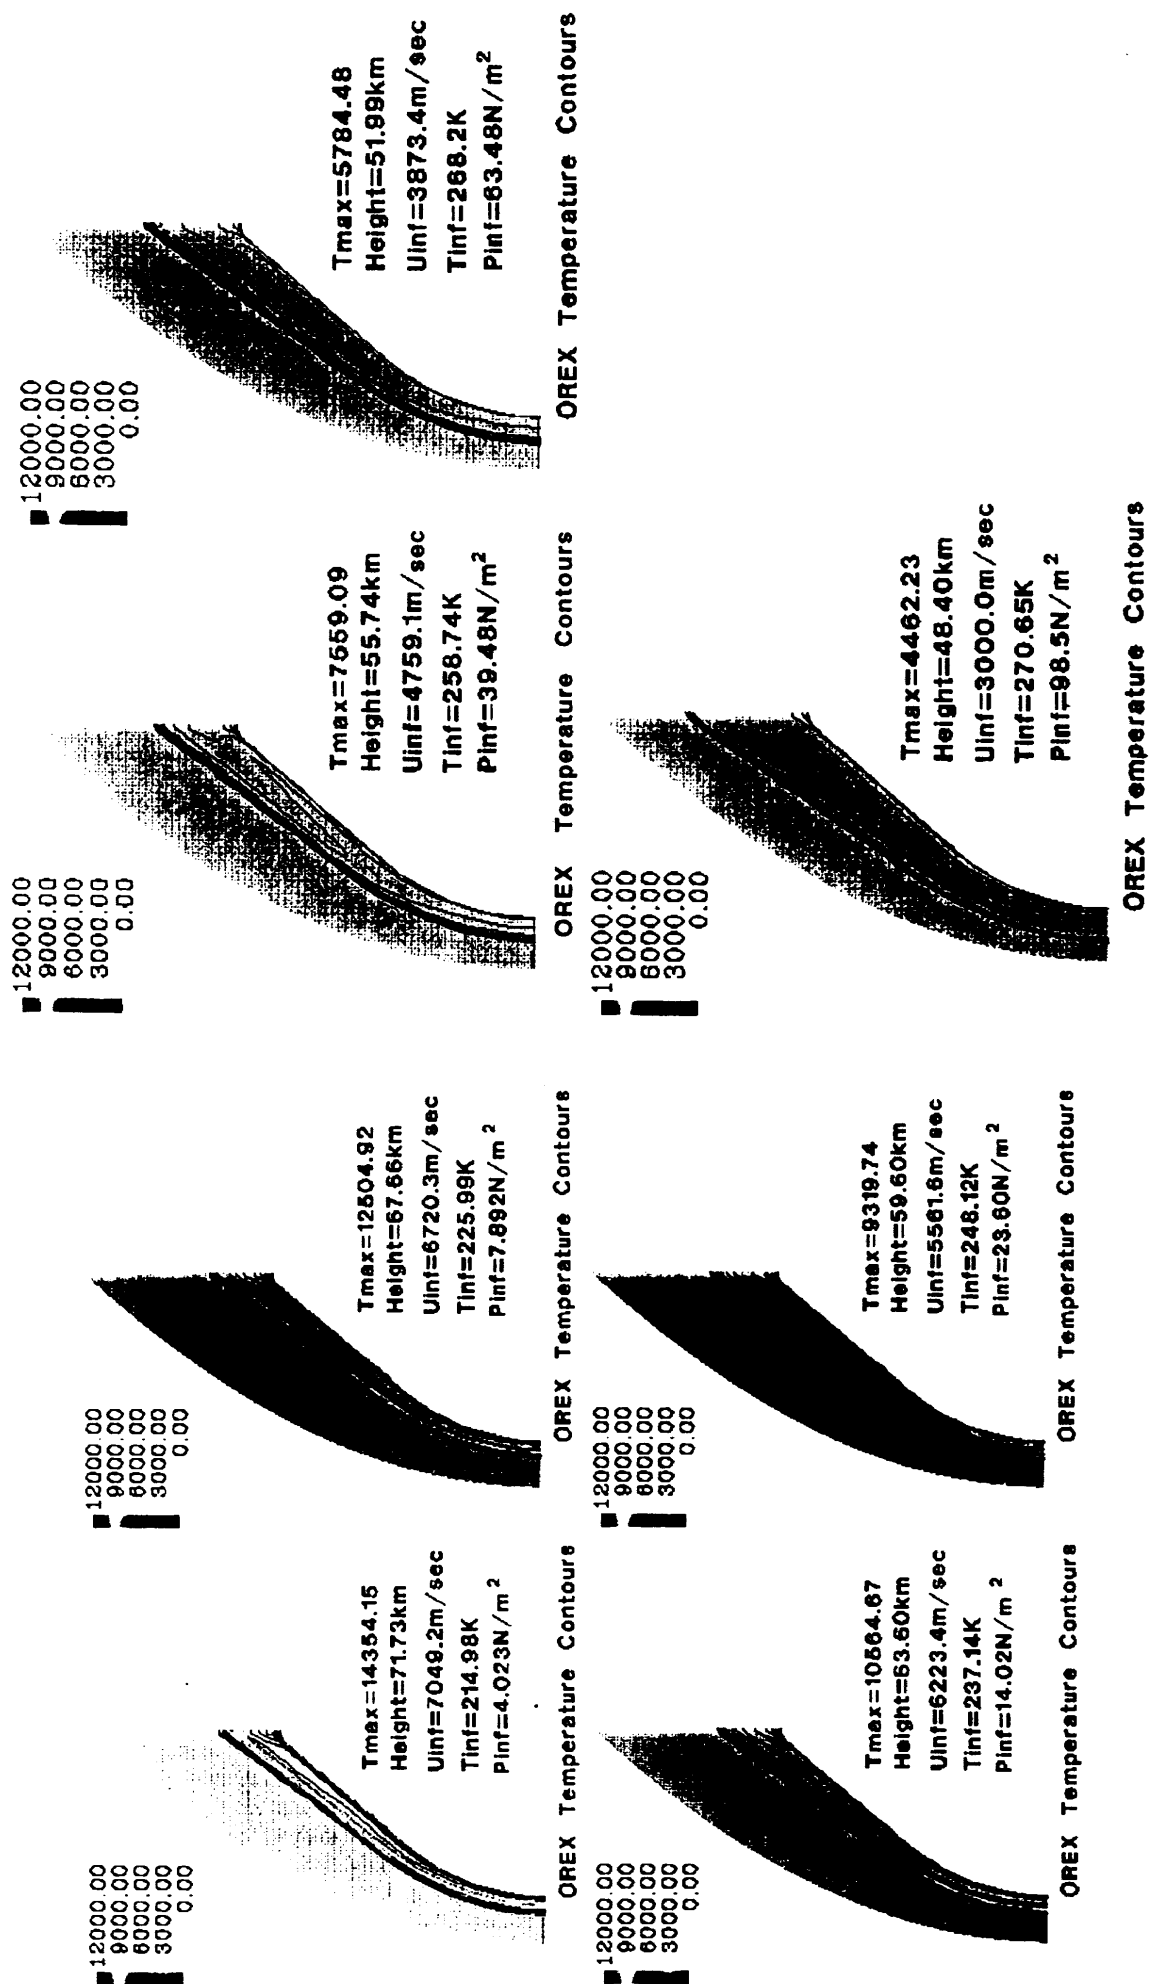 12000.00
9000.00
6000.00
3000.00
0.00
Tmax=14354.15
Height=71.73km
Uinf=7049.2m/sec
Tinf=214.98K
Pinf=4.023N/m²
OREX Temperature Contours
12000.00
9000.00
6000.00
3000.00
0.00
Tmax=12504.92
Height=67.66km
Uinf=6720.3m/sec
Tinf=225.99K
Pinf=7.892N/m²
OREX Temperature Contours
12000.00
9000.00
6000.00
3000.00
0.00
Tmax=7559.09
Height=55.74km
Uinf=4759.1m/sec
Tinf=258.74K
Pinf=39.48N/m²
OREX Temperature Contours
12000.00
9000.00
6000.00
3000.00
0.00
Tmax=5784.48
Height=51.99km
Uinf=3873.4m/sec
Tinf=268.2K
Pinf=63.48N/m²
OREX Temperature Contours
12000.00
9000.00
6000.00
3000.00
0.00
Tmax=10564.67
Height=63.60km
Uinf=6223.4m/sec
Tinf=237.14K
Pinf=14.02N/m²
OREX Temperature Contours
12000.00
9000.00
6000.00
3000.00
0.00
Tmax=9319.74
Height=59.60km
Uinf=5561.6m/sec
Tinf=248.12K
Pinf=23.60N/m²
OREX Temperature Contours
12000.00
9000.00
6000.00
3000.00
0.00
Tmax=4462.23
Height=48.40km
Uinf=3000.0m/sec
Tinf=270.65K
Pinf=98.5N/m²
OREX Temperature Contours